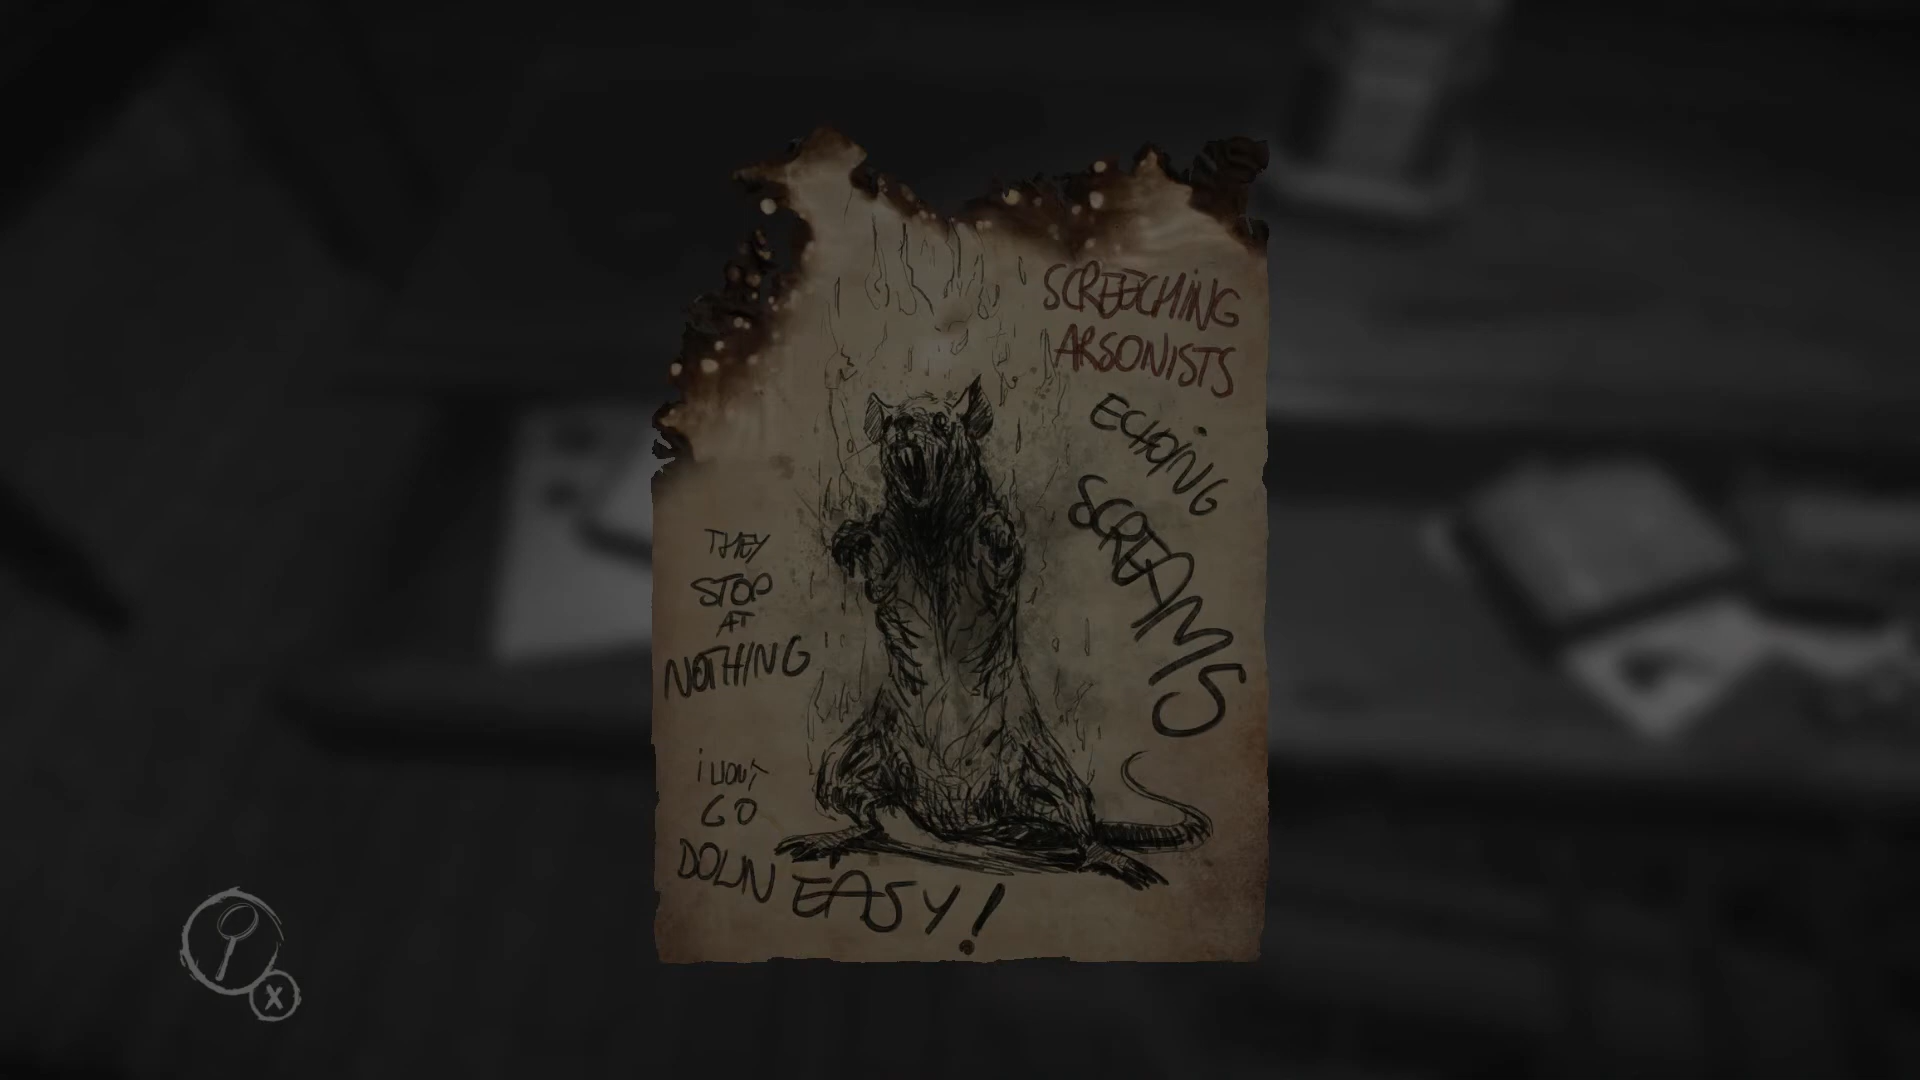 SCREECHING
ARSONISTS
ECHOING
SCREAMS
THEY
STOP
AT
NOTHING
i WON'T
GO
DOWN EASY!
X